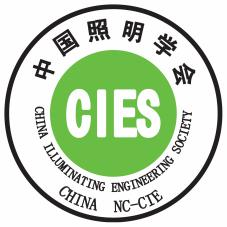 中国照明学会
CIES
CHINA ILLUMINATING ENGINEERING SOCIETY
CHINA NC-CIE